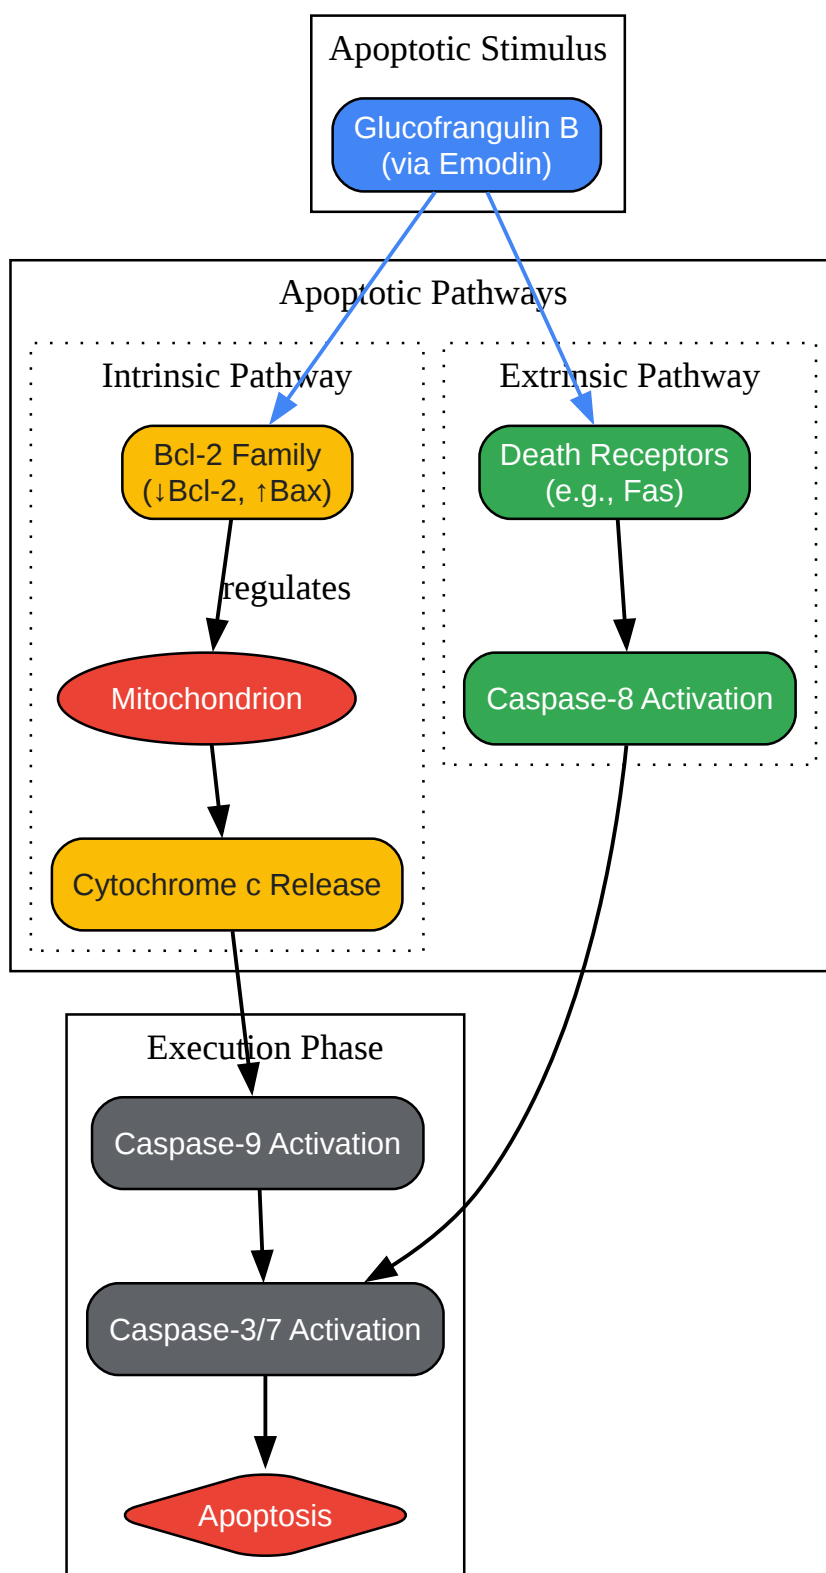 Apoptotic Stimulus
Glucofrangulin B
(via Emodin)
Apoptotic Pathways
Intrinsic Pathway
Extrinsic Pathway
Bcl-2 Family
(↓Bcl-2, ↑Bax)
Death Receptors
(e.g., Fas)
regulates
Mitochondrion
Caspase-8 Activation
Cytochrome c Release
Execution Phase
Caspase-9 Activation
Caspase-3/7 Activation
Apoptosis